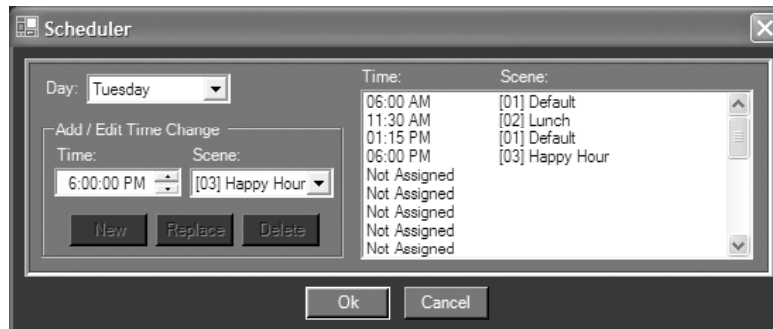 Scheduler
Day: Tuesday
Add / Edit Time Change
Time: Scene:
6:00:00 PM [03] Happy Hour
New Replace Delete
Time: Scene:
06:00 AM [01] Default
11:30 AM [02] Lunch
01:15 PM [01] Default
06:00 PM [03] Happy Hour
Not Assigned
Not Assigned
Not Assigned
Not Assigned
Not Assigned
Ok Cancel